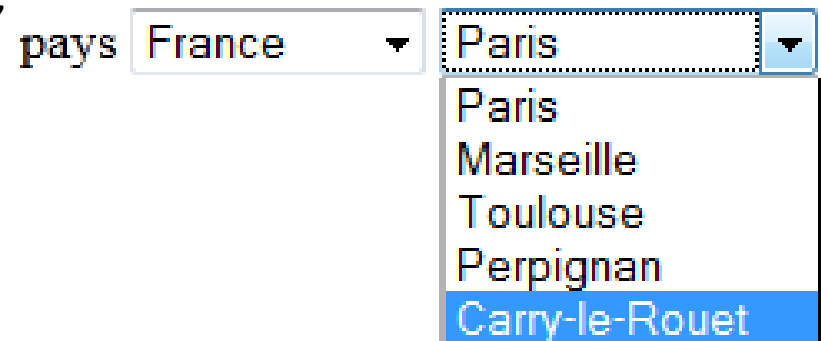 pays France Paris
Paris
Marseille
Toulouse
Perpignan
Carry-le-Rouet